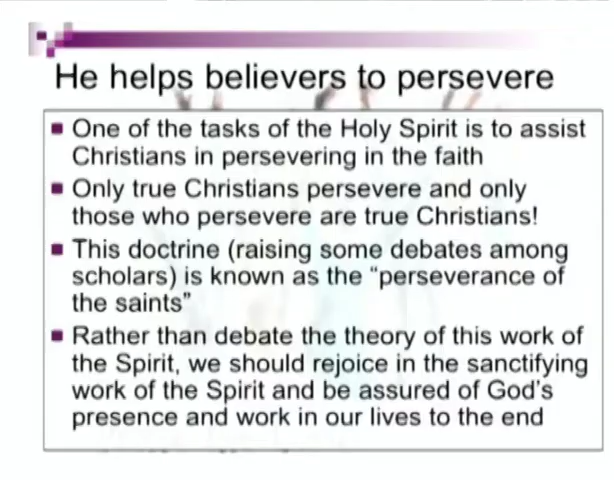 He helps believers to persevere
One of the tasks of the Holy Spirit is to assist
Christians in persevering in the faith
Only true Christians persevere and only
those who persevere are true Christians!
This doctrine (raising some debates among
scholars) is known as the “perseverance of
the saints”
Rather than debate the theory of this work of
the Spirit, we should rejoice in the sanctifying
work of the Spirit and be assured of God's
presence and work in our lives to the end